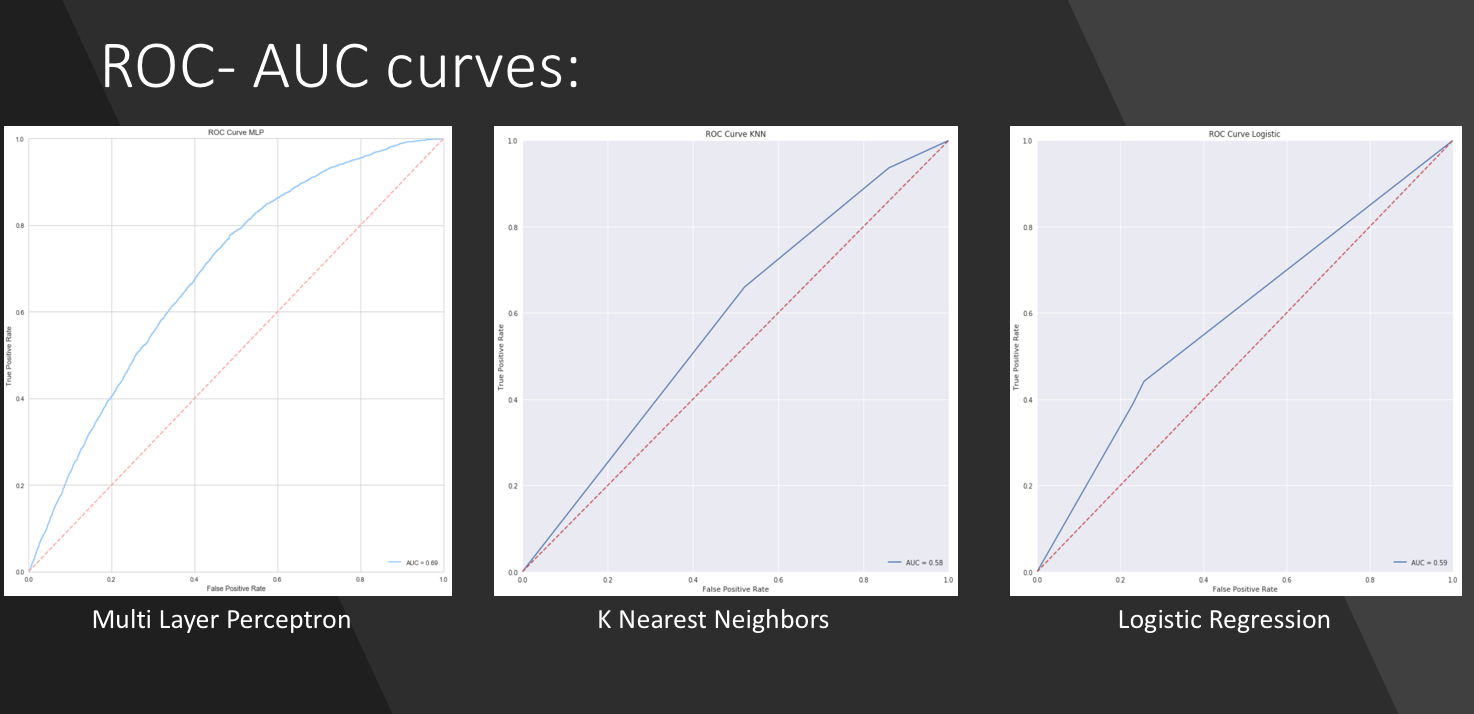 ROC- AUC curves:
ROC Curve MLP
1.0
0.8
0.6
0.4
0.2
0.0
True Positive Rate
0.0 0.2 0.4 0.6 0.8 1.0
False Positive Rate
AUC = 0.69
Multi Layer Perceptron
ROC Curve KNN
1.0
0.8
0.6
0.4
0.2
0.0
True Positive Rate
0.0 0.2 0.4 0.6 0.8 1.0
False Positive Rate
AUC = 0.58
K Nearest Neighbors
ROC Curve Logistic
1.0
0.8
0.6
0.4
0.2
0.0
True Positive Rate
0.0 0.2 0.4 0.6 0.8 1.0
False Positive Rate
AUC = 0.59
Logistic Regression